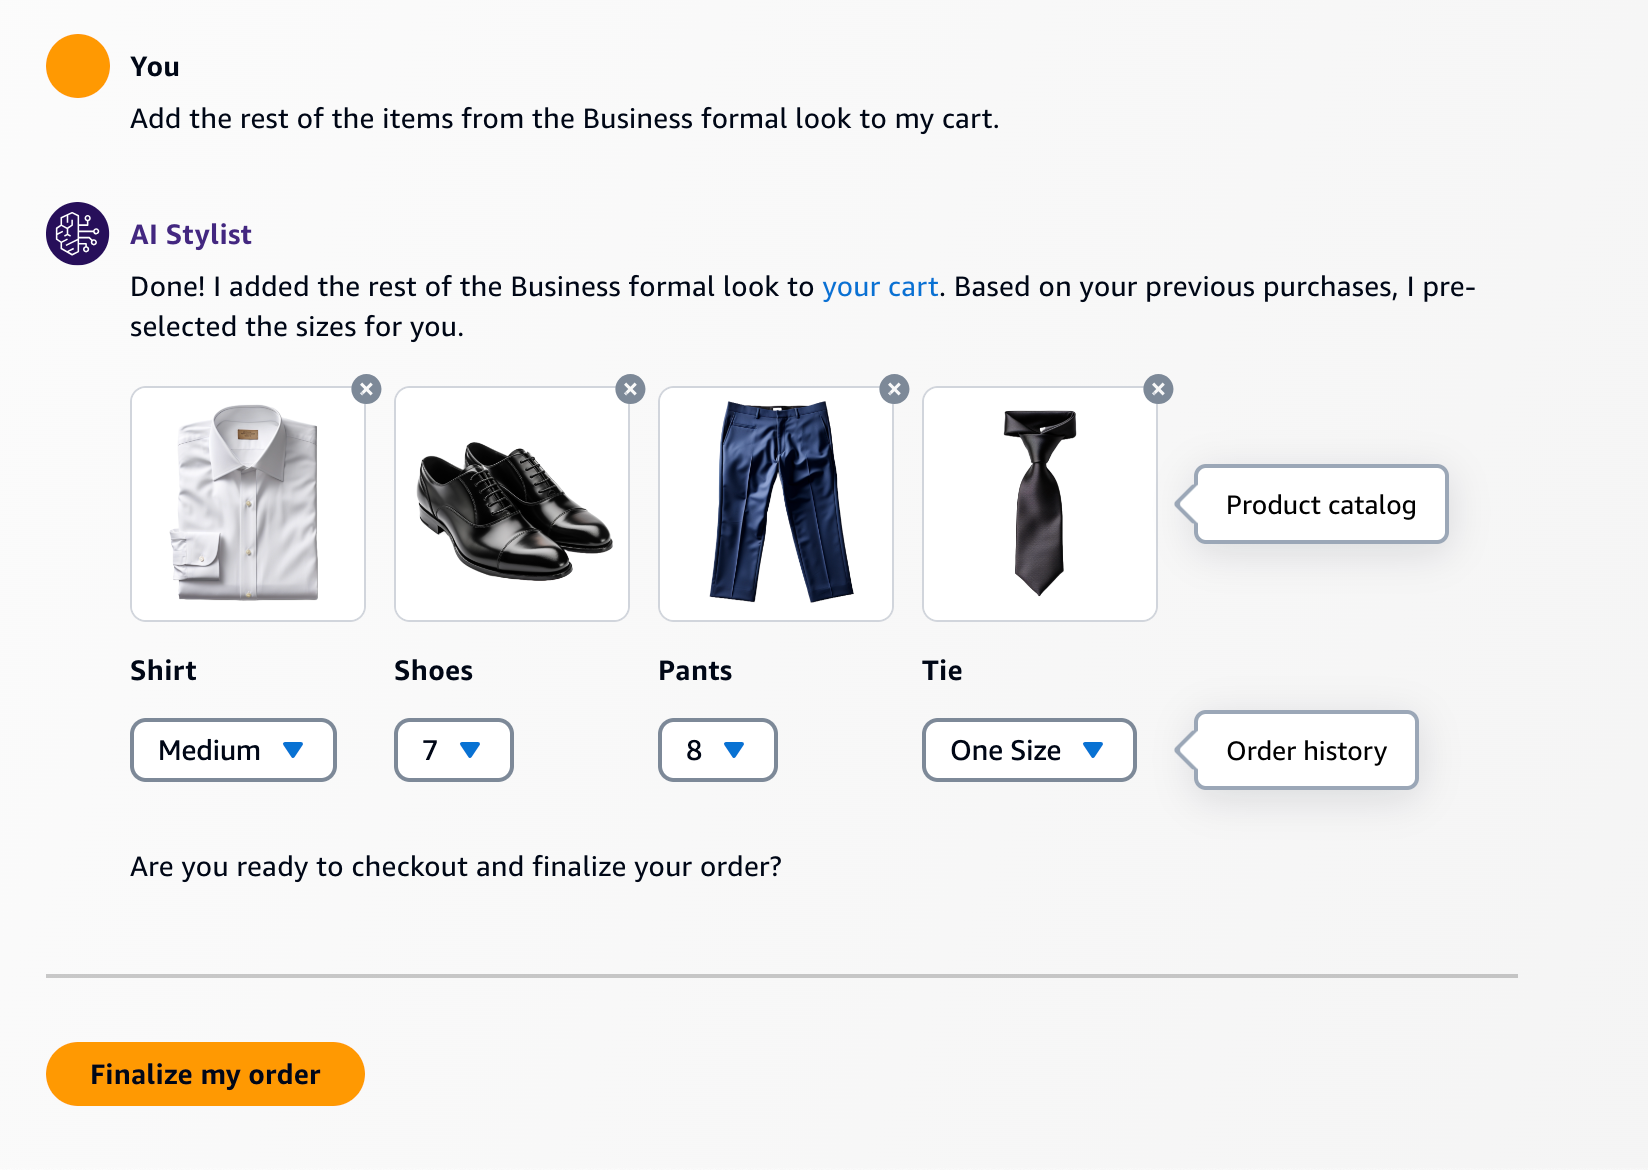 You
Add the rest of the items from the Business formal look to my cart.
AI Stylist
Done! I added the rest of the Business formal look to your cart. Based on your previous purchases, I pre-
selected the sizes for you.
Product catalog
Shirt
Shoes
Pants
Tie
Medium
7
8
One Size
Order history
Are you ready to checkout and finalize your order?
Finalize my order